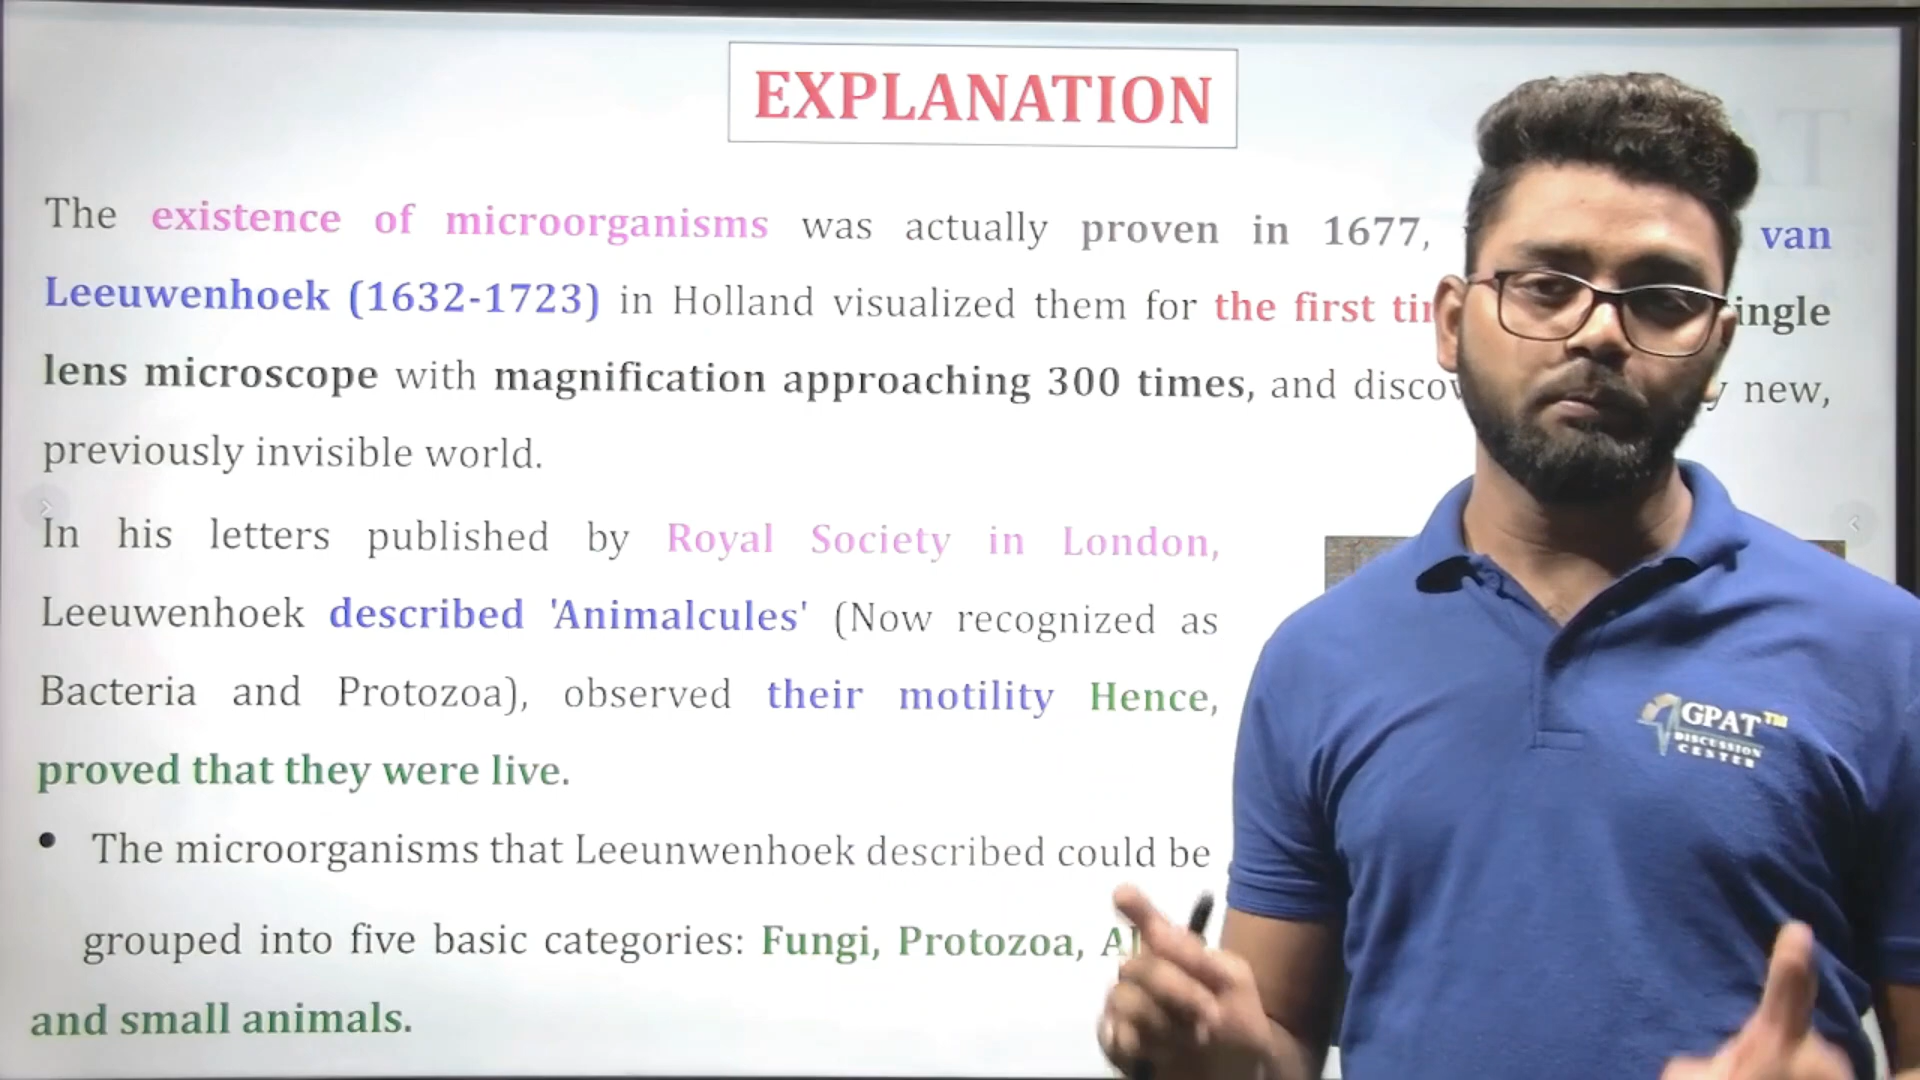 EXPLANATION
The existence of microorganisms was actually proven in 1677, van
Leeuwenhoek (1632-1723) in Holland visualized them for the first
lens microscope with magnification approaching 300 times, and new,
previously invisible world.
In his letters published by Royal Society in London,
Leeuwenhoek described 'Animalcules' (Now recognized as
Bacteria and Protozoa), observed their motility Hence,
proved that they were live.
• The microorganisms that Leeunwenhoek described could be
grouped into five basic categories: Fungi, Protozoa,
and small animals.
GPAT™
DISCUSSION
CENTER